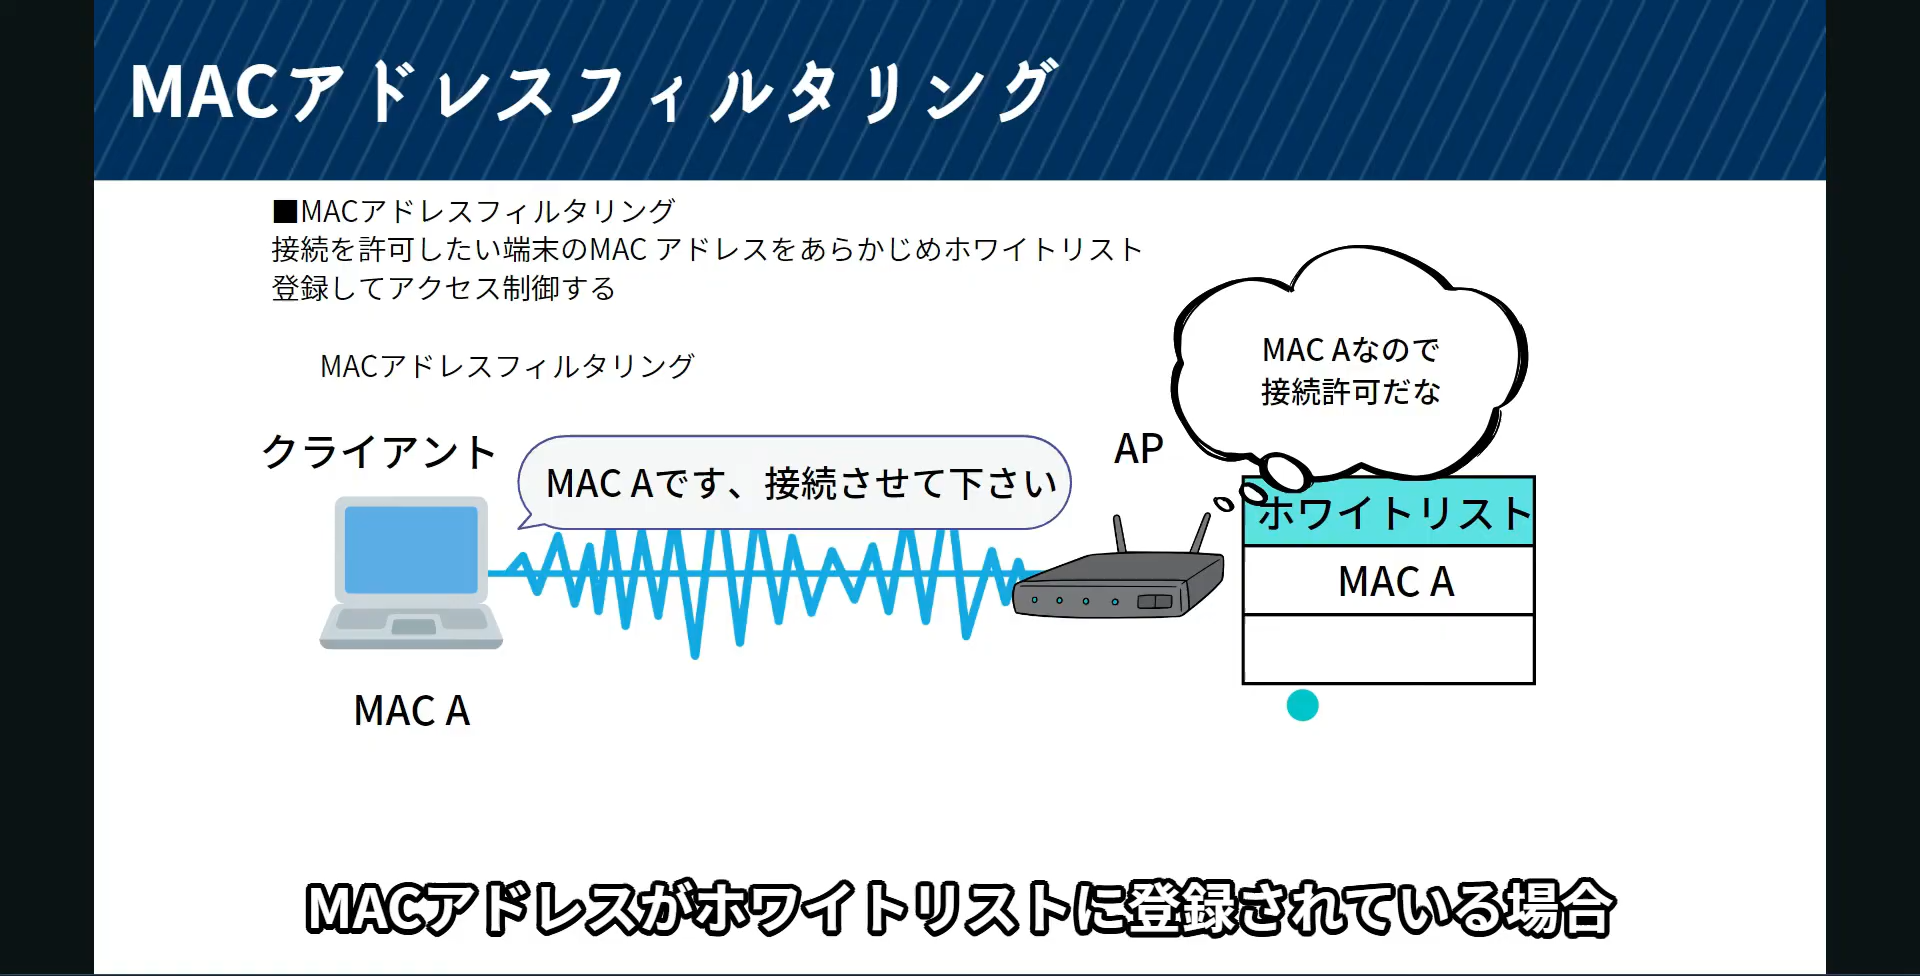 MACアドレスフィルタリング
■MACアドレスフィルタリング
接続を許可したい端末のMAC アドレスをあらかじめホワイトリスト
登録してアクセス制御する
MACアドレスフィルタリング
MAC Aなので
接続許可だな
クライアント
MAC Aです、接続させて下さい
AP
ホワイトリスト
MAC A
MAC A
MACアドレスがホワイトリストに登録されている場合